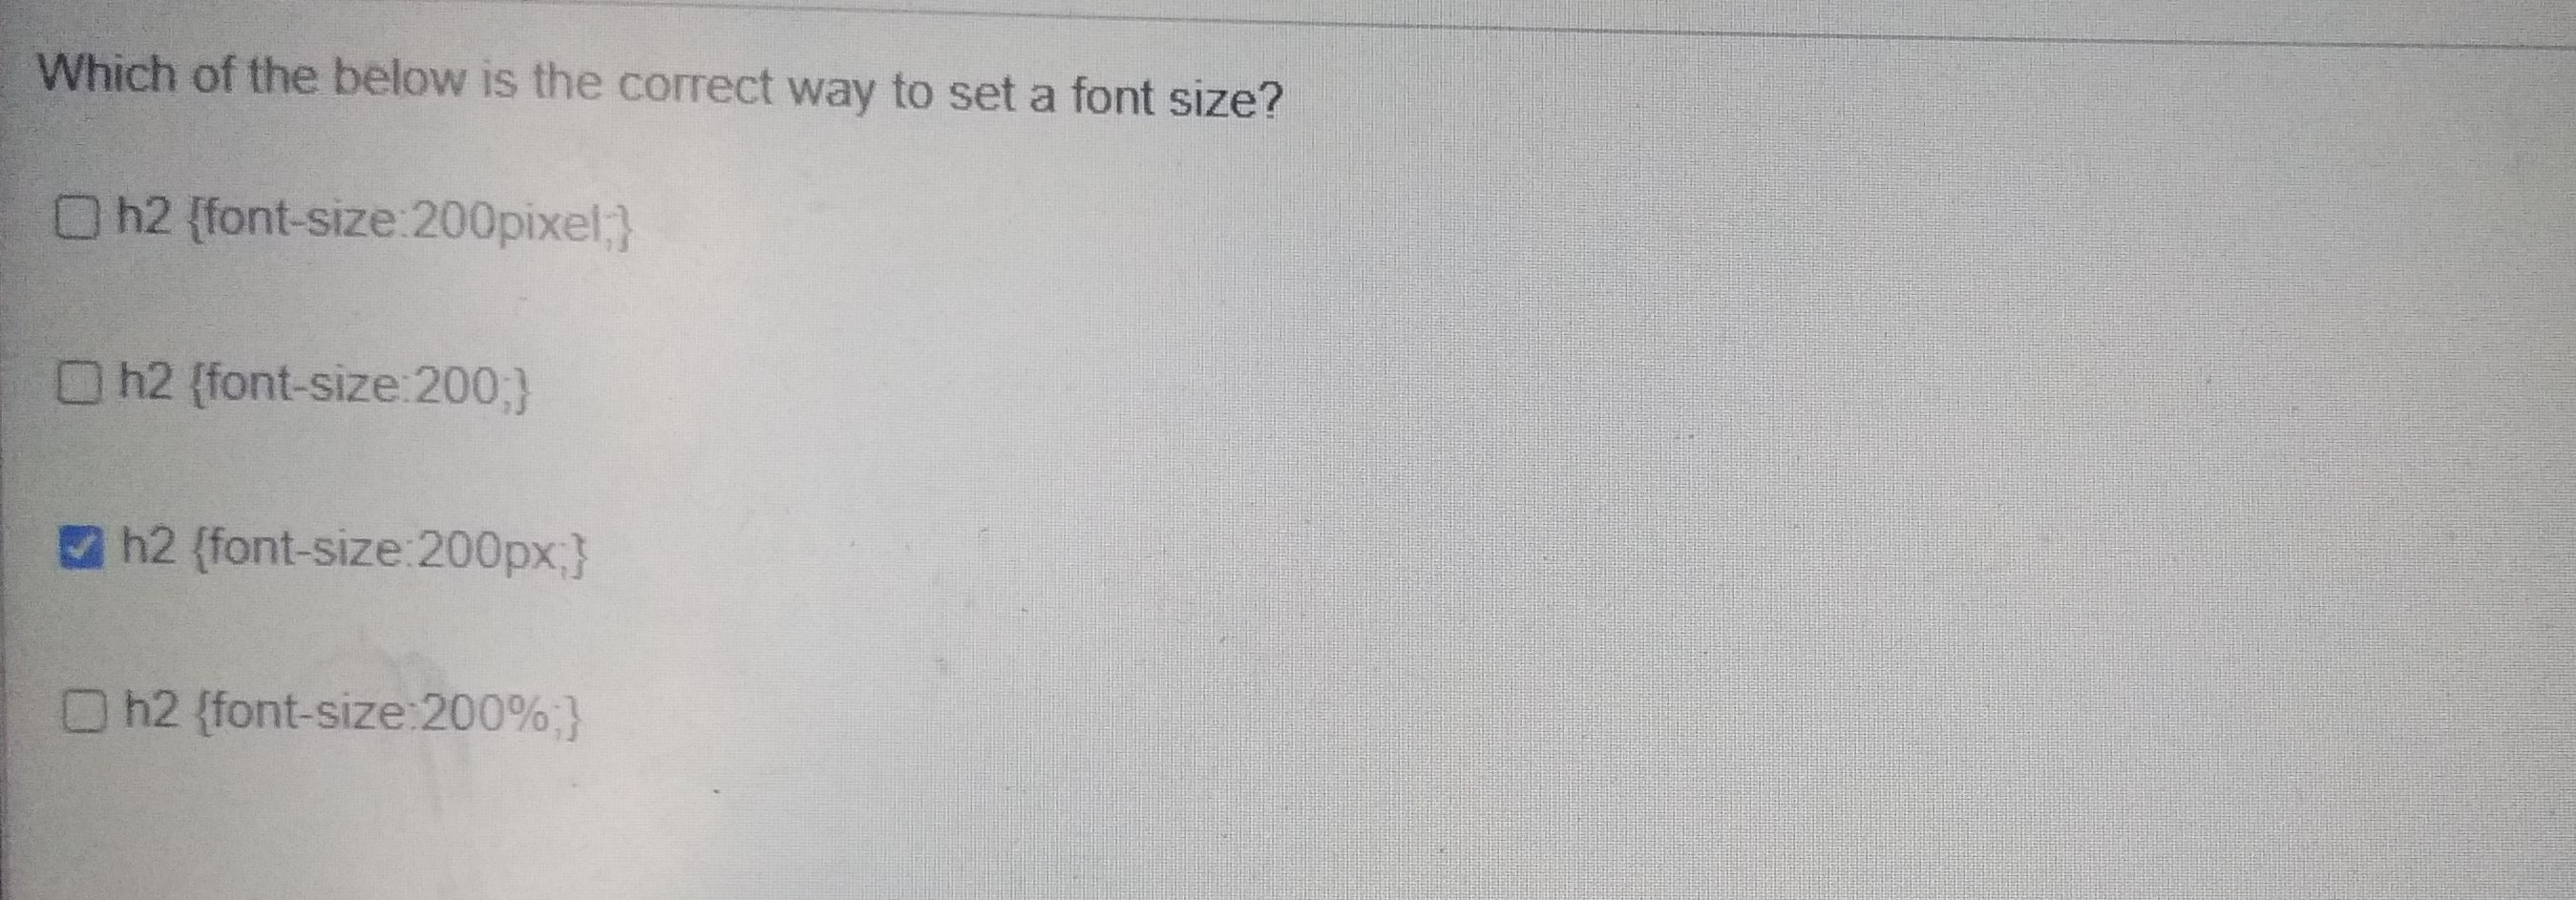 Which of the below is the correct way to set a font size?
h2 {font-size:200pixel;}
h2 {font-size:200;}
h2 {font-size:200px;}
h2 {font-size:200%;}